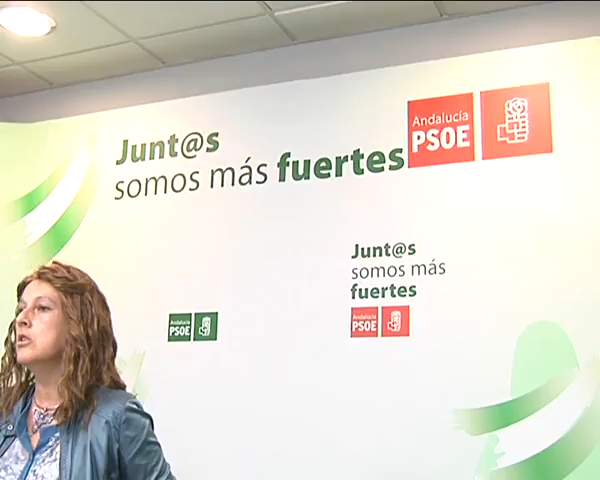 Junt@s
somos más fuertes
Andalucía
PSOE
Junt@s
somos más
fuertes
Andalucía
PSOE
Andalucía
PSOE